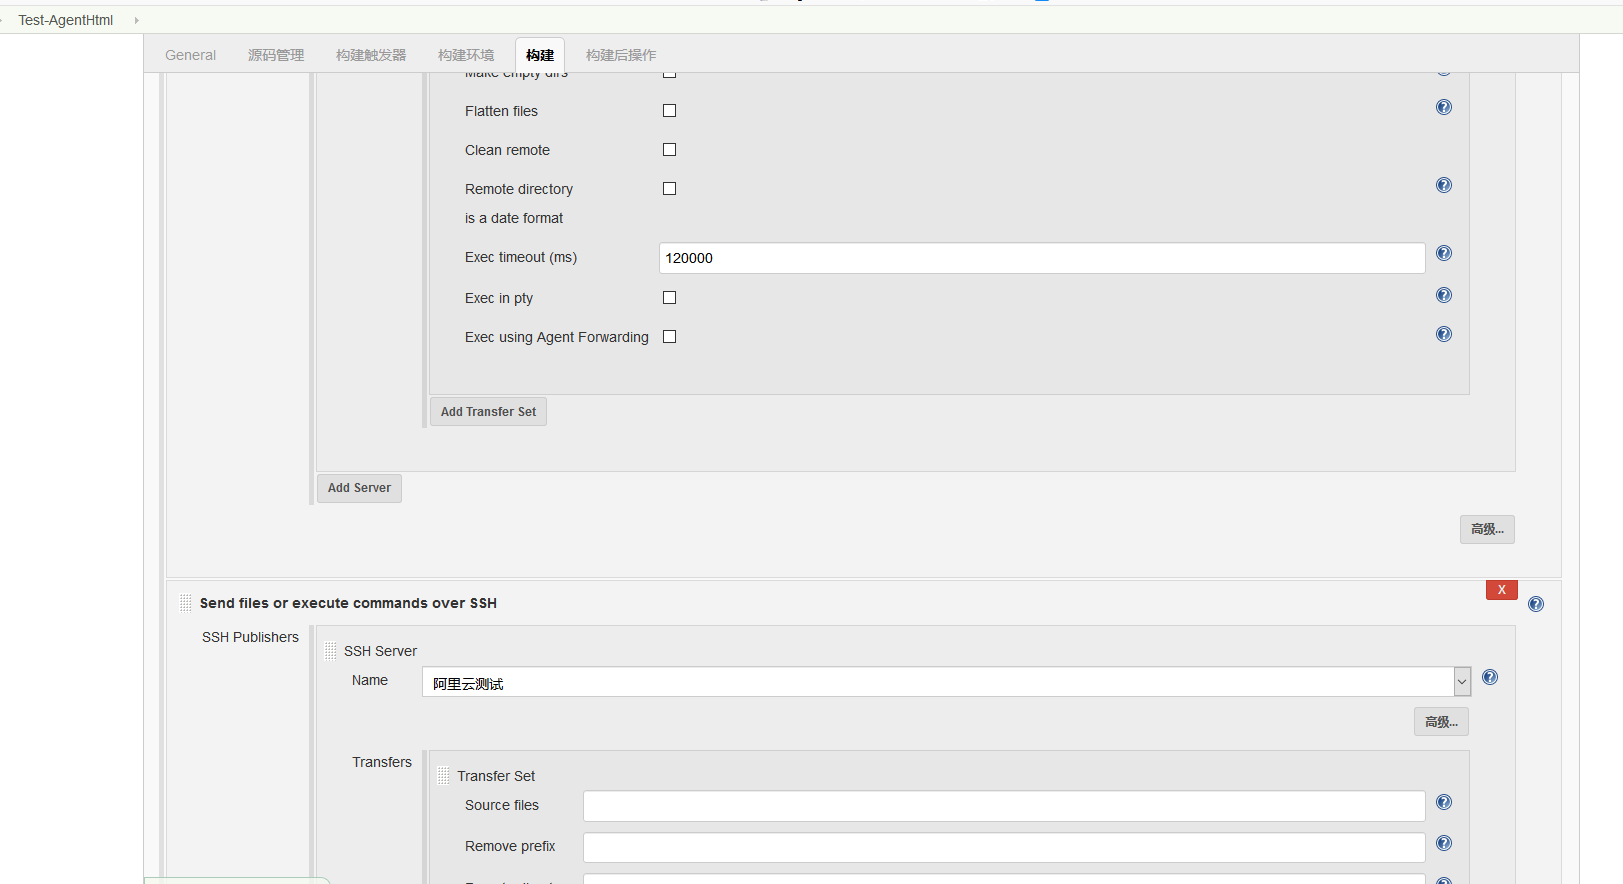 Test-AgentHtml
General 源码管理 构建触发器 构建环境 构建 构建后操作
Make empty dirs
Flatten files
Clean remote
Remote directory
is a date format
Exec timeout (ms) 120000
Exec in pty
Exec using Agent Forwarding
Add Transfer Set
Add Server
高级...
X
Send files or execute commands over SSH
SSH Publishers
SSH Server
Name 阿里云测试
高级...
Transfers
Transfer Set
Source files
Remove prefix